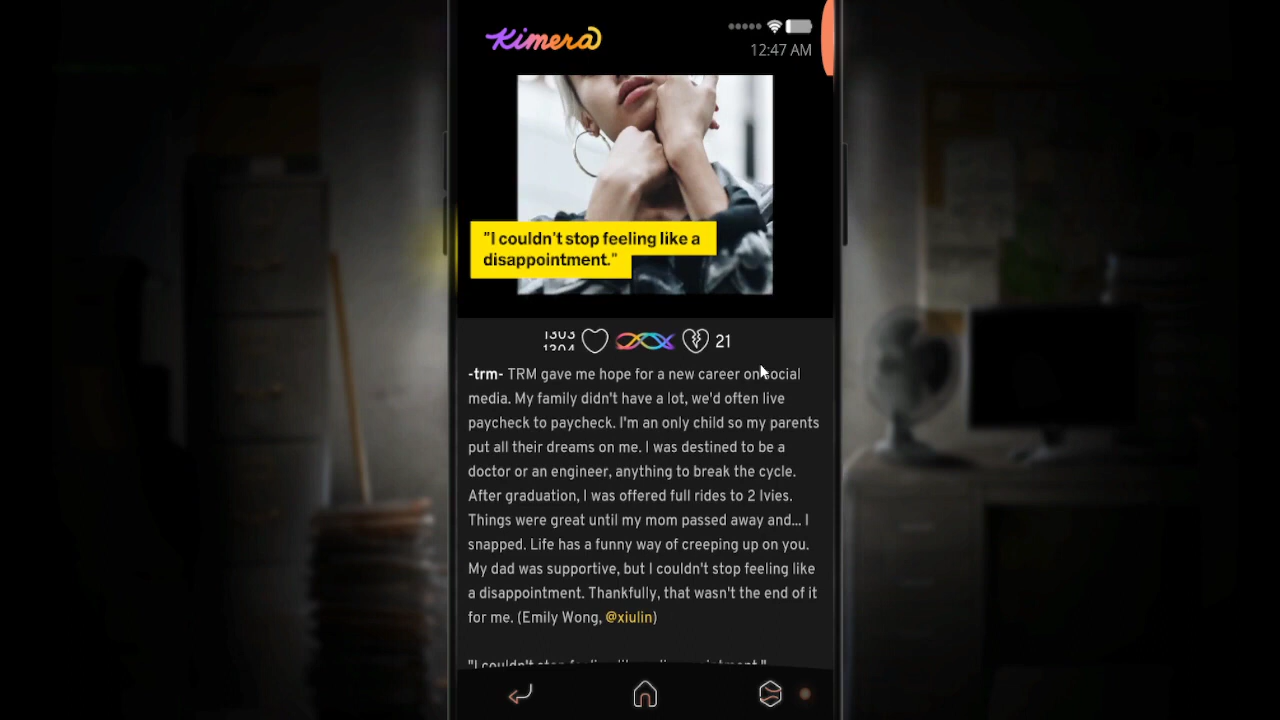 Kimera
12:47 AM
"I couldn't stop feeling like a
disappointment."
21
-trm- TRM gave me hope for a new career on social
media. My family didn't have a lot, we'd often live
paycheck to paycheck. I'm an only child so my parents
put all their dreams on me. I was destined to be a
doctor or an engineer, anything to break the cycle.
After graduation, I was offered full rides to 2 Ivies.
Things were great until my mom passed away and... I
snapped. Life has a funny way of creeping up on you.
My dad was supportive, but I couldn't stop feeling like
a disappointment. Thankfully, that wasn't the end of it
for me. (Emily Wong, @xiulin)